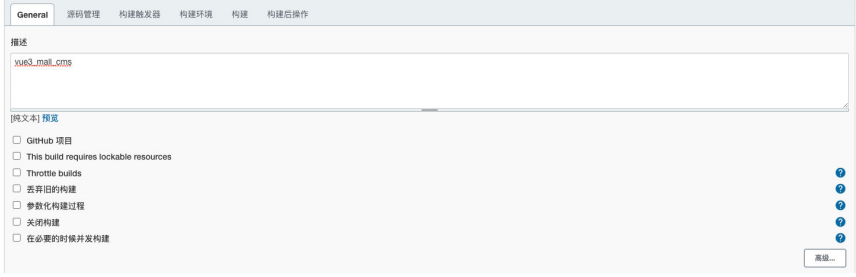 General 源码管理 构建触发器 构建环境 构建 构建后操作
描述
vue3_mall_cms
[纯文本] 预览
GitHub 项目
This build requires lockable resources
Throttle builds
?
丢弃旧的构建
?
参数化构建过程
?
关闭构建
?
在必要的时候并发构建
?
高级...